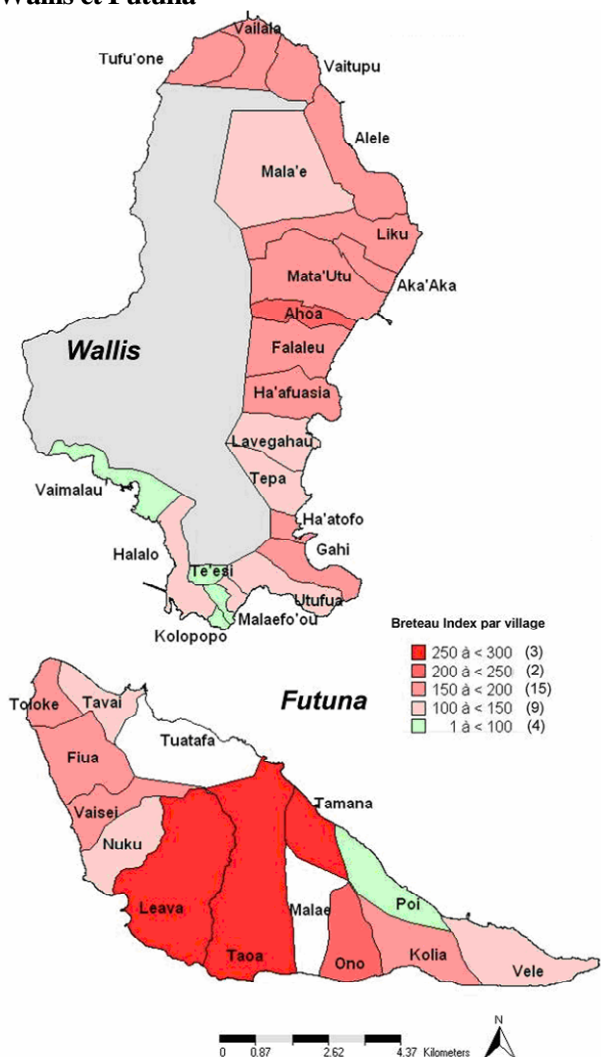 Wallis et Futuna
Vailala
Tufu'one
Vaitupu
Alele
Mala'e
Liku
Mata'Utu
Aka'Aka
Ahoa
Wallis
Falaleu
Ha'afuasia
Lavegahau
Tepa
Vaimalau
Ha'atofo
Gahi
Halalo
Te'esi
Utufua
Malaefo'ou
Kolopopo
Breteau Index par village
250 à < 300 (3)
200 à < 250 (2)
150 à < 200 (15)
100 à < 150 (9)
1 à < 100 (4)
Futuna
Toloke
Tavai
Tuatafa
Fiua
Tamana
Vaisei
Nuku
Leava
Malae
Poi
Taoa
Ono
Kolia
Vele
N
0 0.87 2.62 4.37 Kilometers